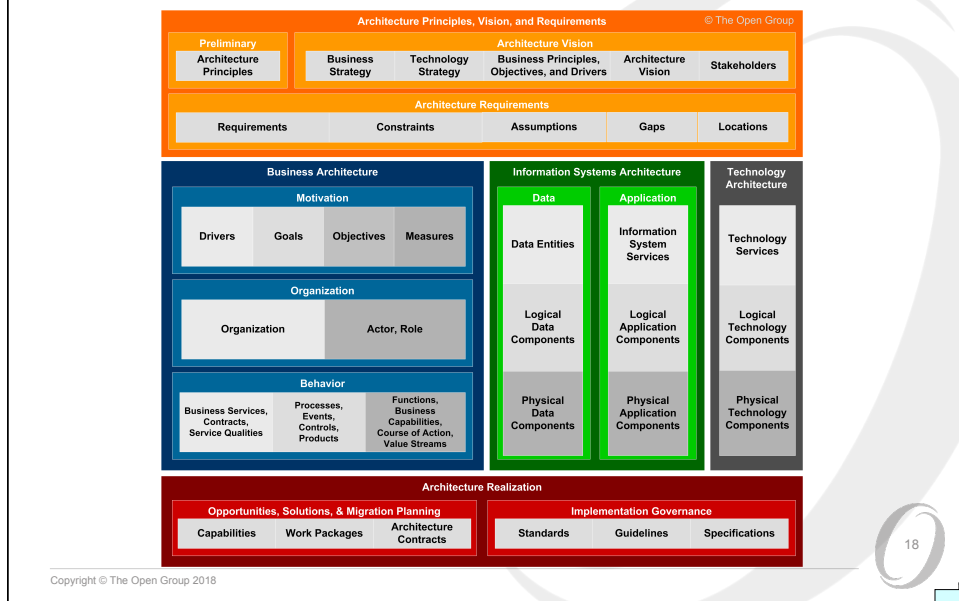 Architecture Principles, Vision, and Requirements
© The Open Group
Preliminary
Architecture
Principles
Architecture Vision
Business
Strategy
Technology
Strategy
Business Principles,
Objectives, and Drivers
Architecture
Vision
Stakeholders
Architecture Requirements
Requirements
Constraints
Assumptions
Gaps
Locations
Business Architecture
Motivation
Drivers
Goals
Objectives
Measures
Organization
Organization
Actor, Role
Behavior
Business Services,
Contracts,
Service Qualities
Processes,
Events,
Controls,
Products
Functions,
Business
Capabilities,
Course of Action,
Value Streams
Information Systems Architecture
Data
Data Entities
Logical
Data
Components
Physical
Data
Components
Application
Information
System
Services
Logical
Application
Components
Physical
Application
Components
Technology
Architecture
Technology
Services
Logical
Technology
Components
Physical
Technology
Components
Architecture Realization
Opportunities, Solutions, & Migration Planning
Capabilities
Work Packages
Architecture
Contracts
Implementation Governance
Standards
Guidelines
Specifications
18
Copyright © The Open Group 2018